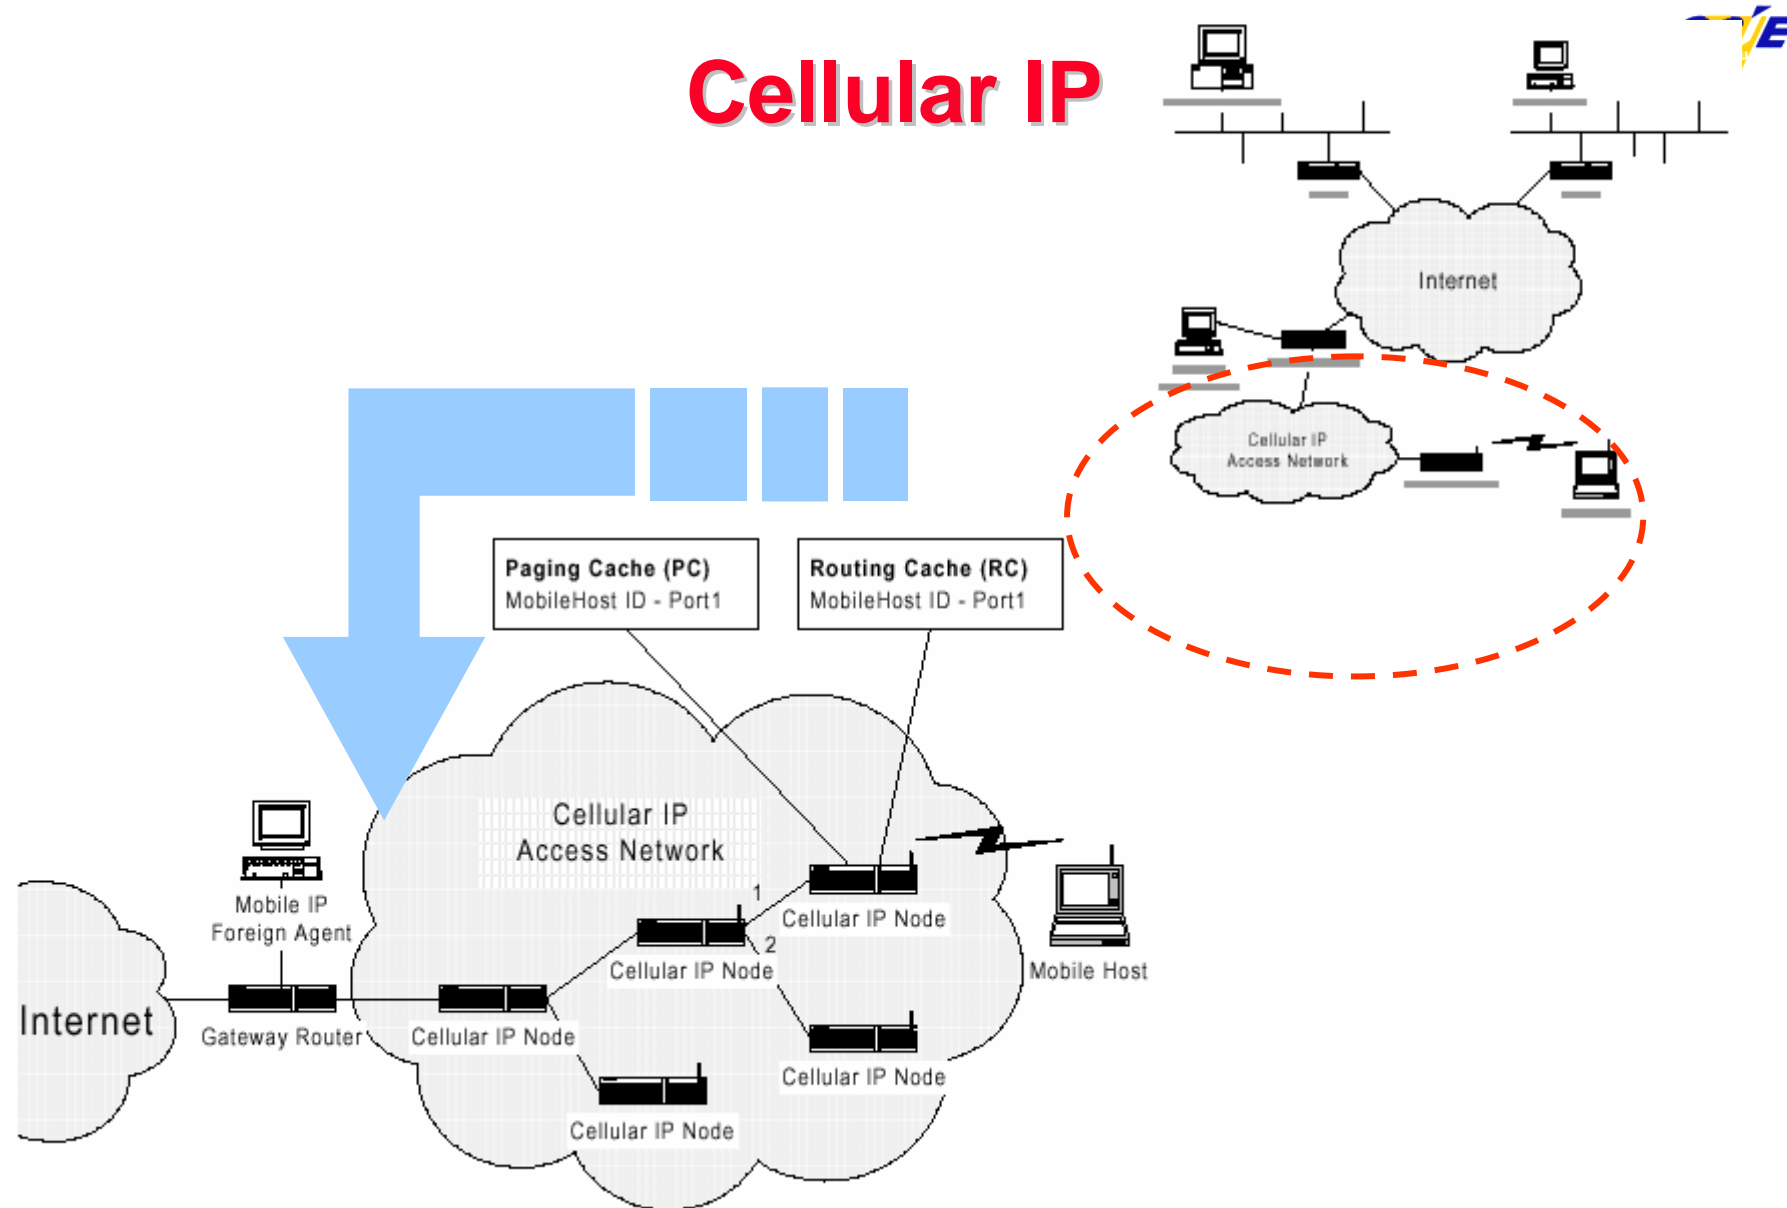 Cellular IP
Internet
Cellular IP
Access Network
Paging Cache (PC)
MobileHost ID - Port1
Routing Cache (RC)
MobileHost ID - Port1
Cellular IP
Access Network
1
2
Mobile IP
Foreign Agent
Cellular IP Node
Cellular IP Node
Mobile Host
Internet
Gateway Router
Cellular IP Node
Cellular IP Node
Cellular IP Node